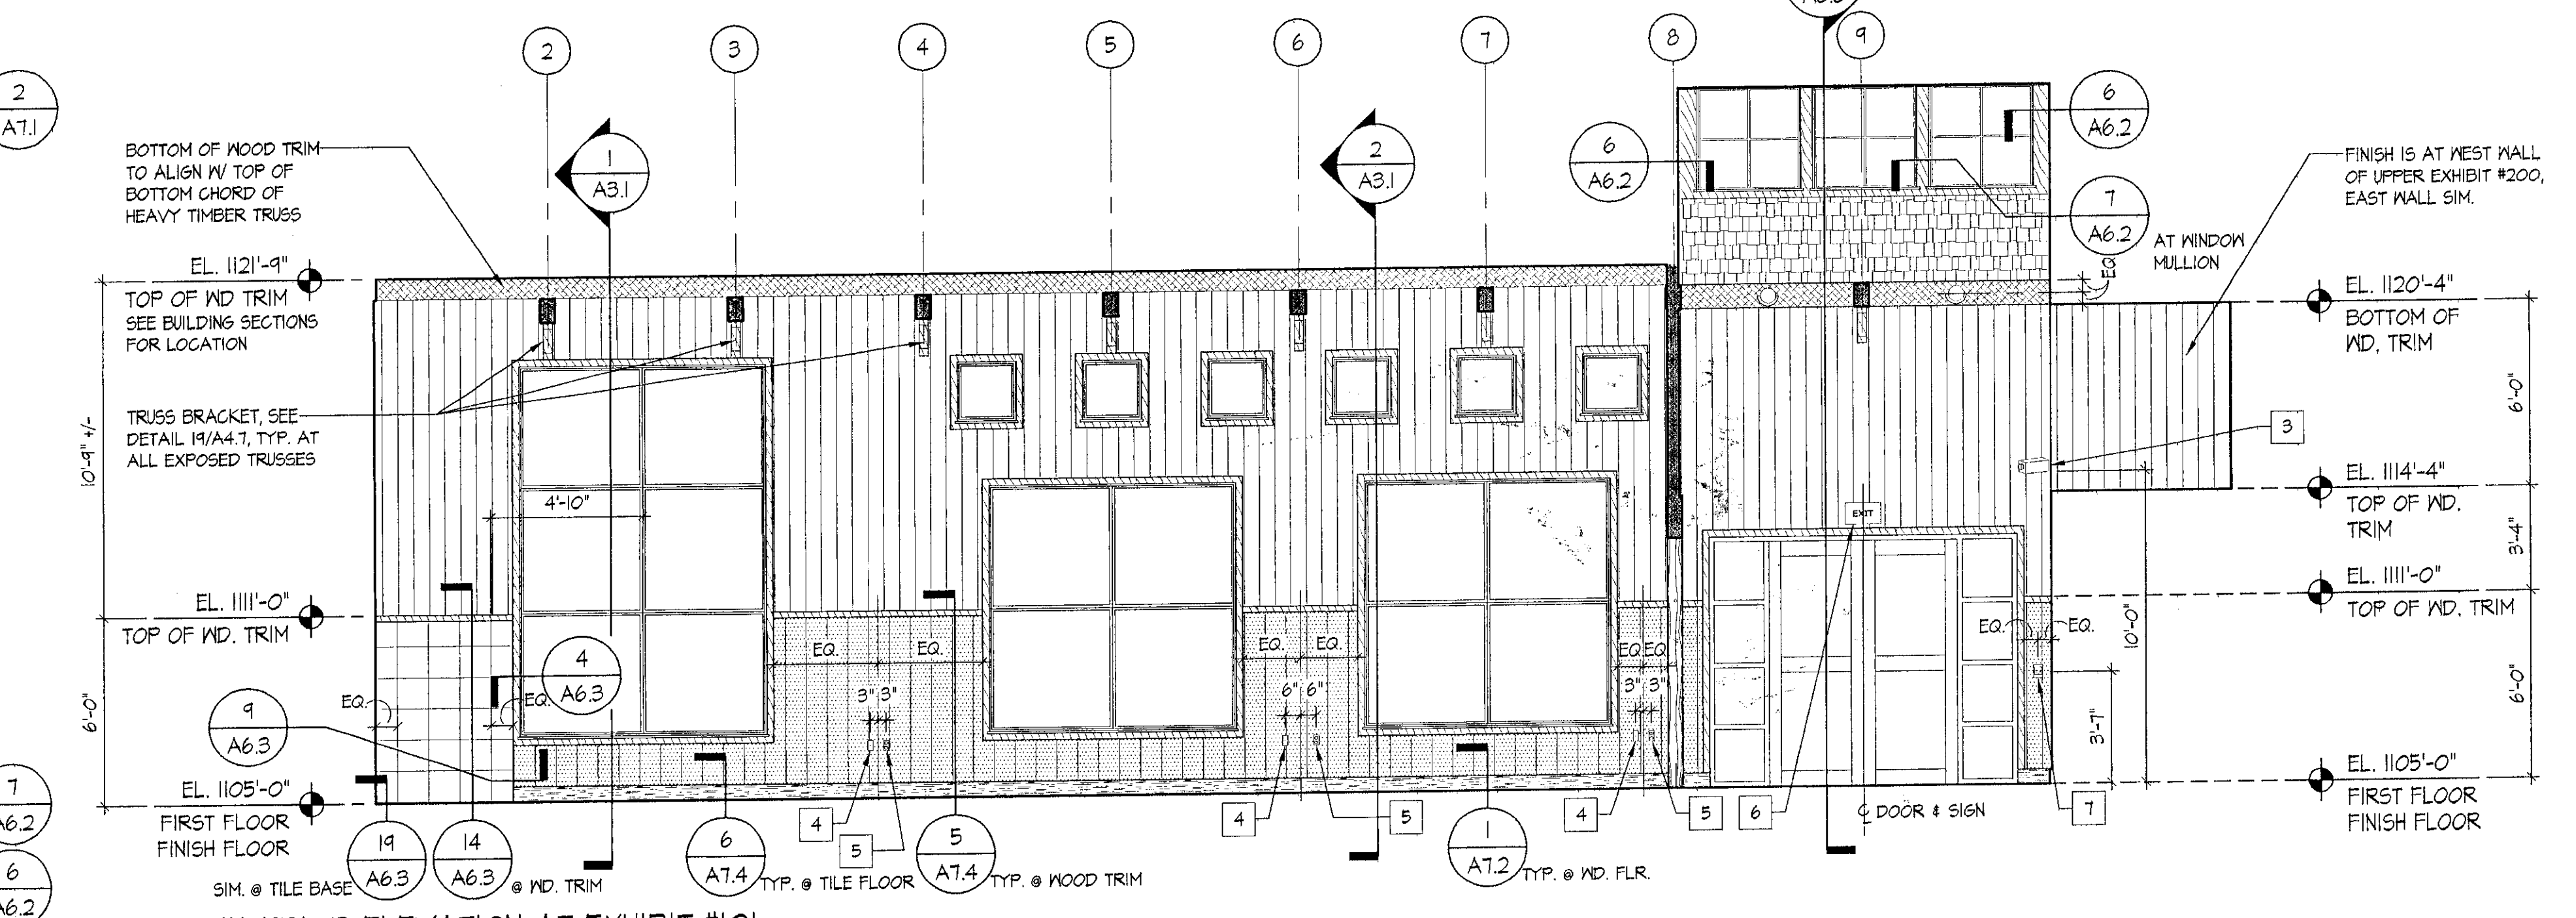 2
A7.1
2
3
4
5
6
7
8
9
1
A3.1
2
A3.1
6
A6.2
6
A6.2
7
A6.2
AT WINDOW
MULLION
EQ
BOTTOM OF WOOD TRIM
TO ALIGN W/ TOP OF
BOTTOM CHORD OF
HEAVY TIMBER TRUSS
FINISH IS AT WEST WALL
OF UPPER EXHIBIT #200,
EAST WALL SIM.
EL. 1121'-9"
TOP OF WD TRIM
SEE BUILDING SECTIONS
FOR LOCATION
EL. 1120'-4"
BOTTOM OF
WD. TRIM
TRUSS BRACKET, SEE
DETAIL 19/A4.7, TYP. AT
ALL EXPOSED TRUSSES
10'-9" +/-
6'-0"
3
4'-10"
EXIT
EL. 1114'-4"
TOP OF WD.
TRIM
3'-4"
EL. 1111'-0"
TOP OF WD. TRIM
EL. 1111'-0"
TOP OF WD. TRIM
10'-0"
EQ.
EQ.
EQ.
EQ.
EQ.
EQ.
EQ
EQ.
EQ.
EQ.
4
A6.3
3"
3"
6"
6"
3"
3"
6'-0"
6'-0"
3'-7"
9
A6.3
EL. 1105'-0"
FIRST FLOOR
FINISH FLOOR
EL. 1105'-0"
FIRST FLOOR
FINISH FLOOR
7
A6.2
6
A6.2
4
5
4
5
4
5
6
7
℄ DOOR & SIGN
19
A6.3
SIM. @ TILE BASE
14
A6.3
@ WD. TRIM
6
A7.4
TYP. @ TILE FLOOR
5
A7.4
TYP. @ WOOD TRIM
1
A7.2
TYP. @ WD. FLR.
ELEVATION AT EXHIBIT #101